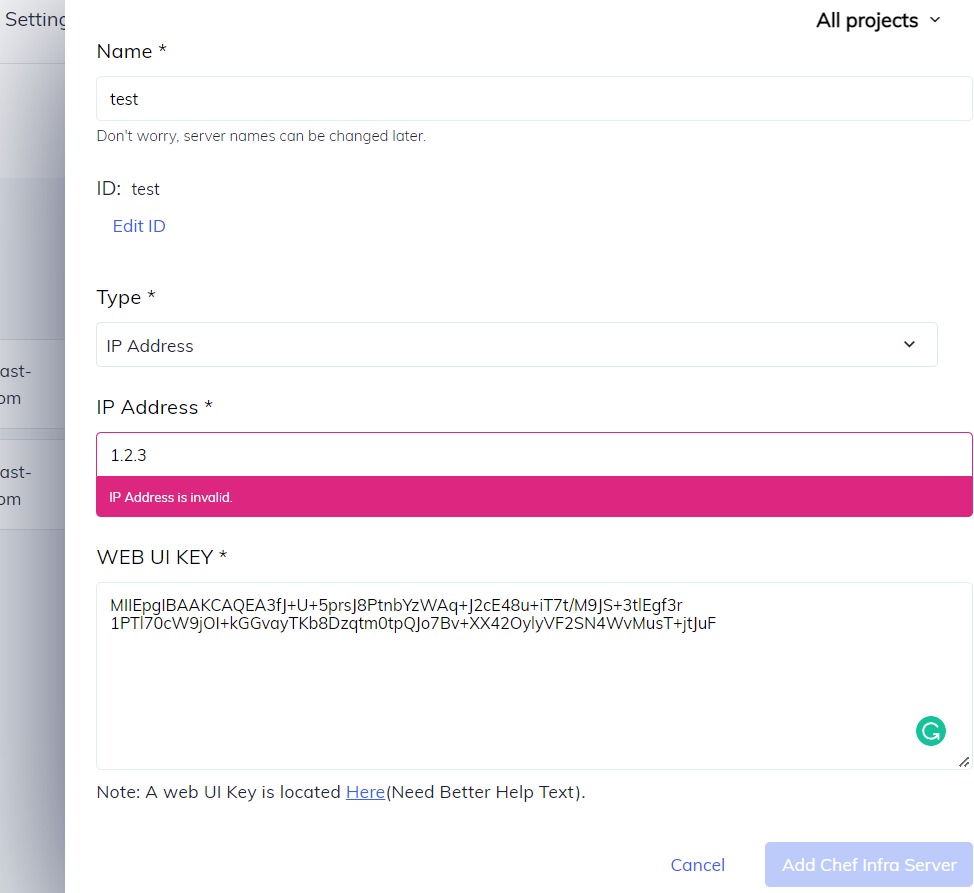 Setting
All projects
Name *
test
Don't worry, server names can be changed later.
ID: test
Edit ID
Type *
IP Address
ast-
om
IP Address *
1.2.3
IP Address is invalid.
ast-
om
WEB UI KEY *
MIIEpgIBAAKCAQEA3fJ+U+5prsJ8PtnbYzWAq+J2cE48u+iT7t/M9JS+3tlEgf3r
1PTl70cW9jOI+kGGvayTKb8Dzqtm0tpQJo7Bv+XX42OylyVF2SN4WvMusT+jtJuF
Note: A web UI Key is located Here(Need Better Help Text).
Cancel
Add Chef Infra Server